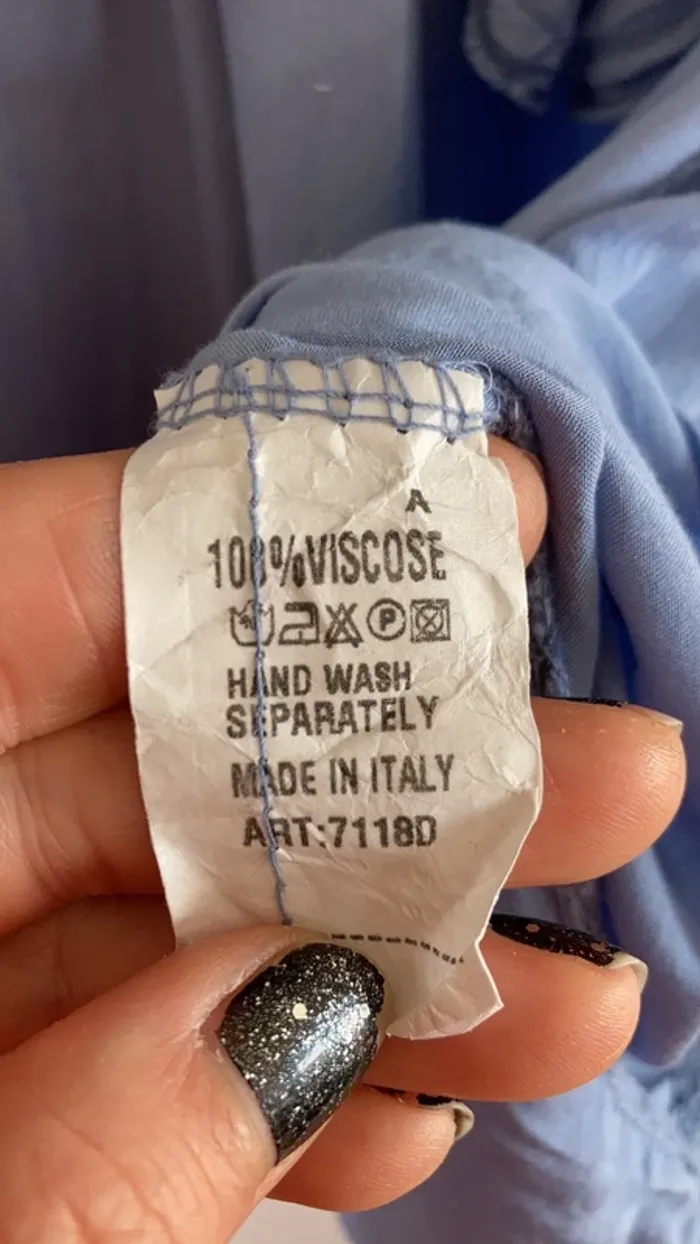 A
100%VISCOSE
P
HAND WASH
SEPARATELY
MADE IN ITALY
ART:7118D